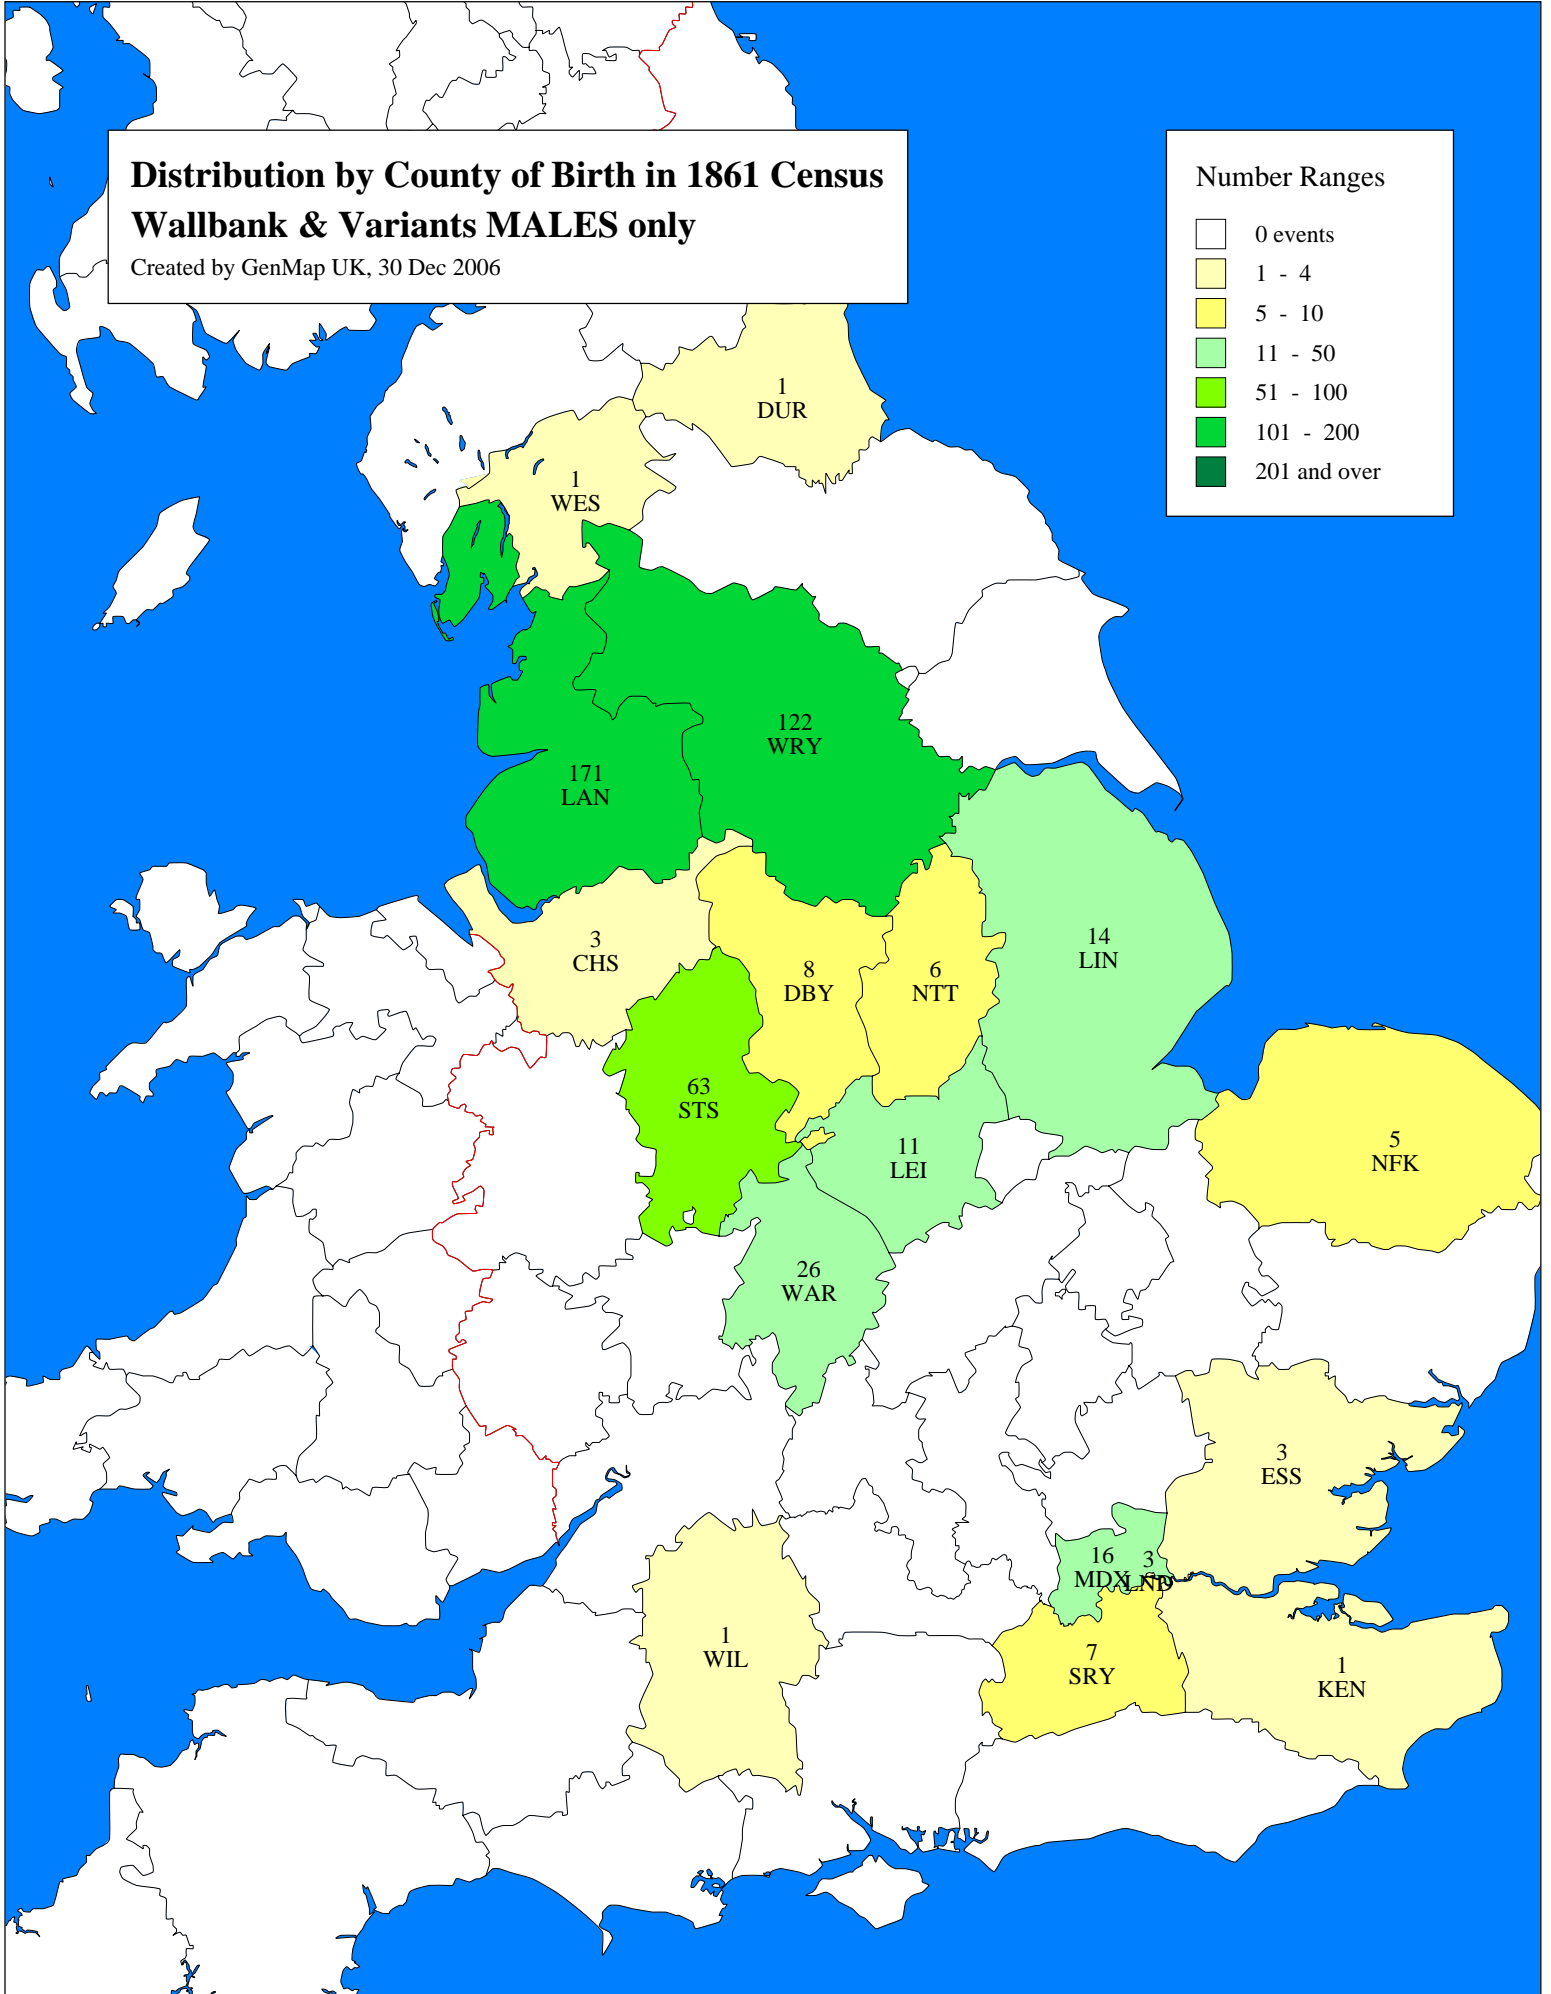 Distribution by County of Birth in 1861 Census
Wallbank & Variants MALES only
Created by GenMap UK, 30 Dec 2006
Number Ranges
0 events
1 - 4
5 - 10
11 - 50
51 - 100
101 - 200
201 and over
1
DUR
1
WES
122
WRY
171
LAN
3
CHS
8
DBY
6
NTT
14
LIN
63
STS
11
LEI
5
NFK
26
WAR
3
ESS
16
MDX
3
1
WIL
7
SRY
1
KEN